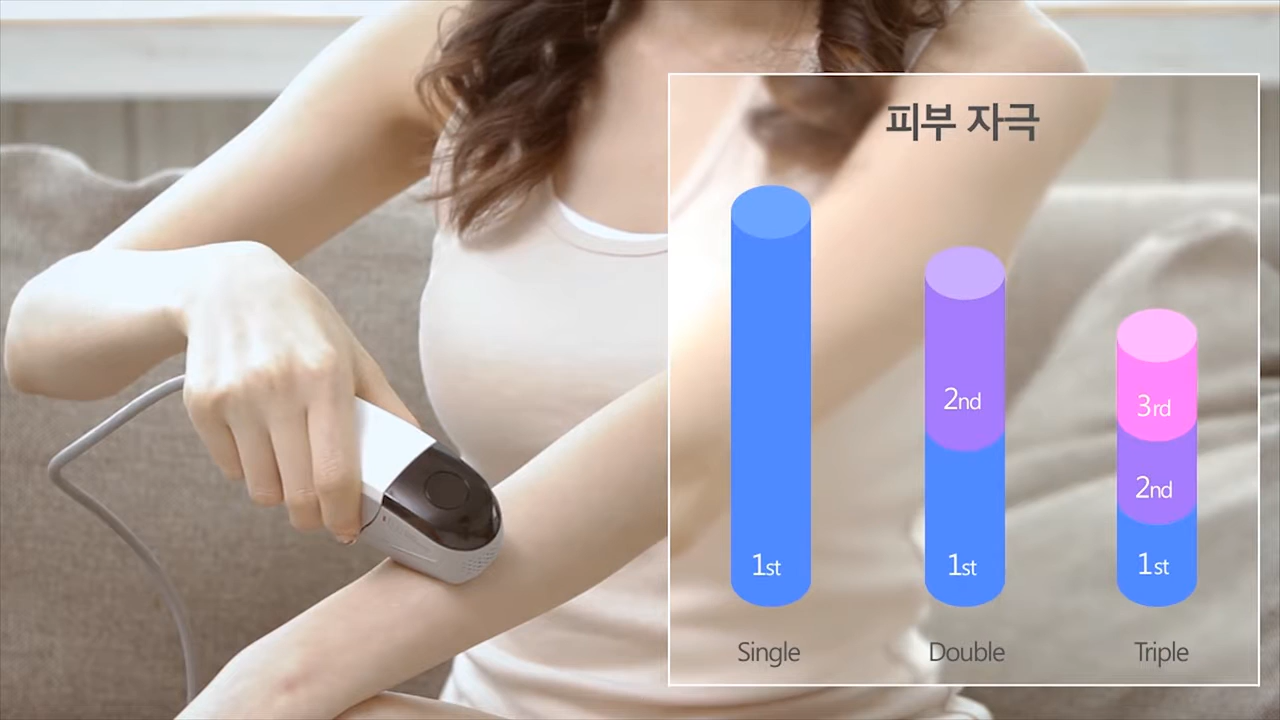 피부 자극
2nd
3rd
2nd
1st
1st
1st
Single
Double
Triple